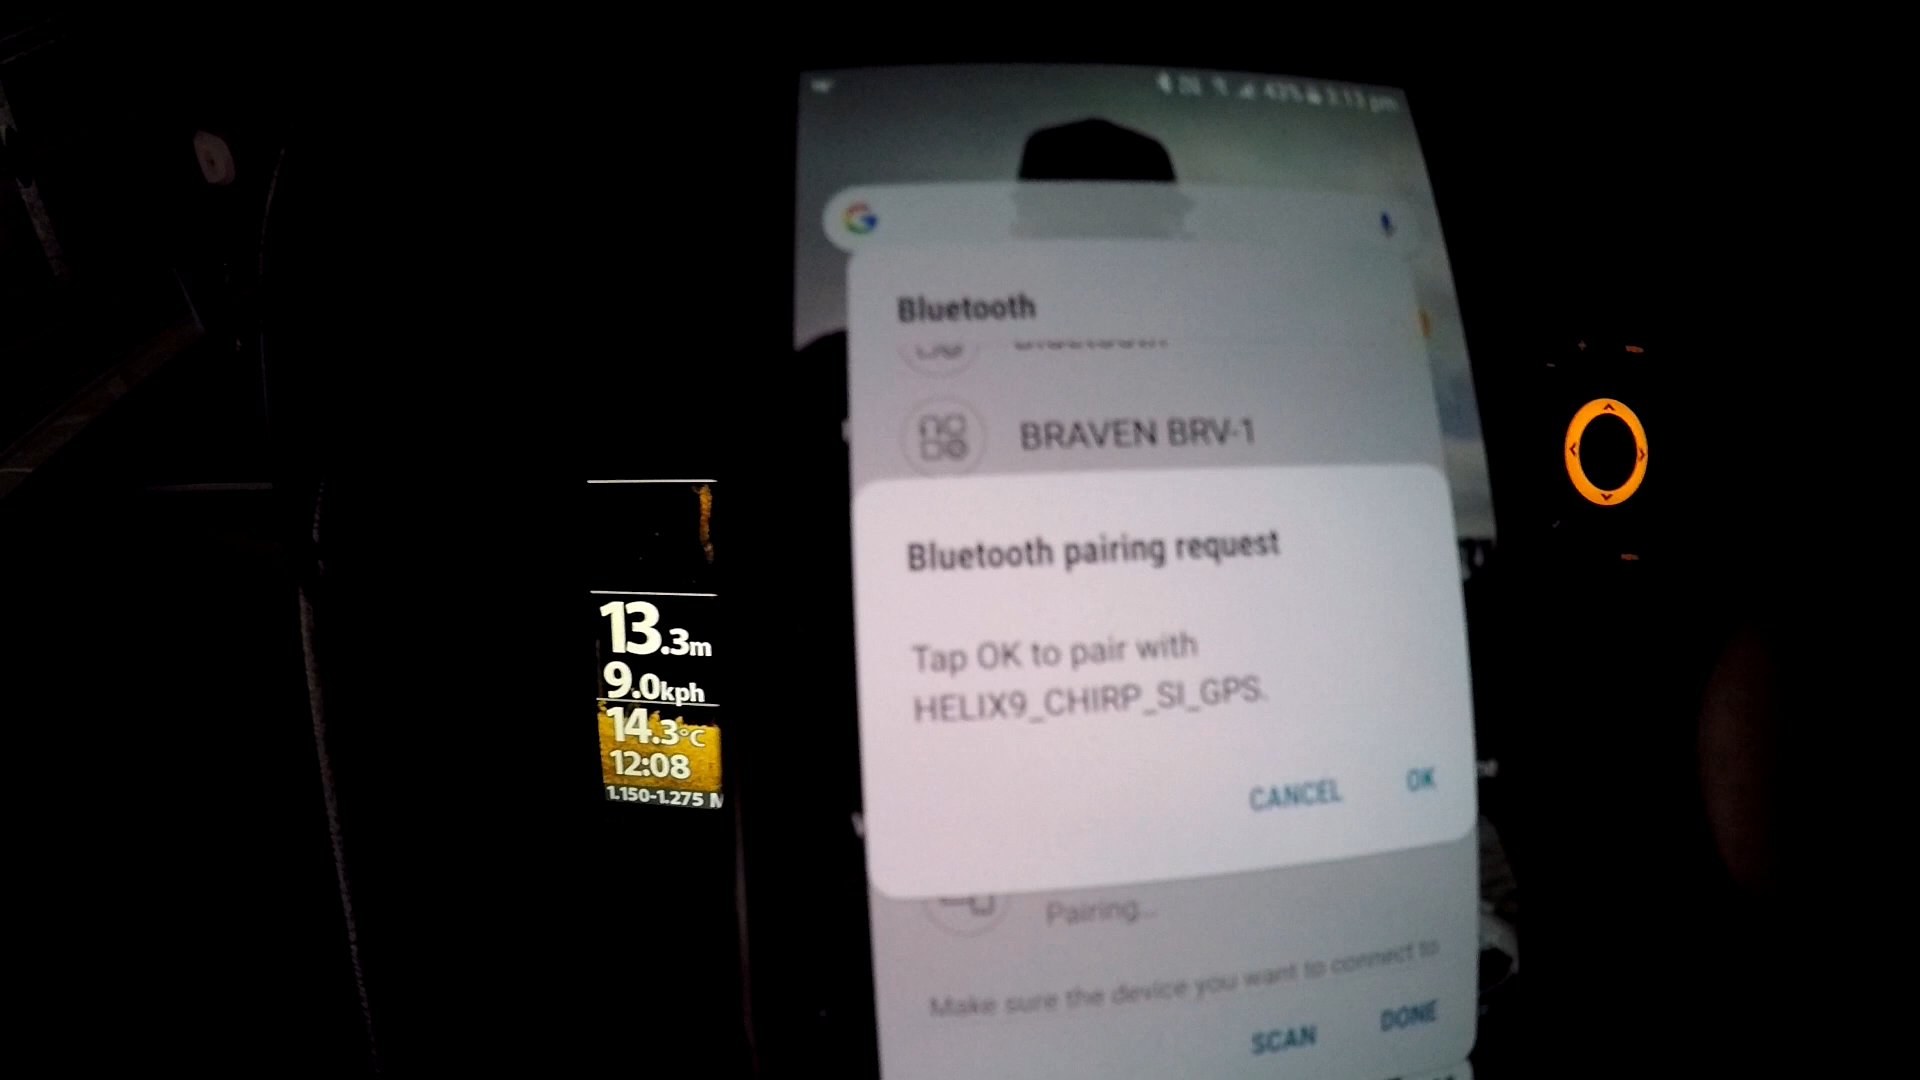 13.3m
9.0kph
14.3°C
12:08
1.150-1.275 M
Bluetooth
BRAVEN BRV-1
Bluetooth pairing request
Tap OK to pair with
HELIX9_CHIRP_SI_GPS.
CANCEL OK
Pairing...
Make sure the device you want to connect to
SCAN DONE